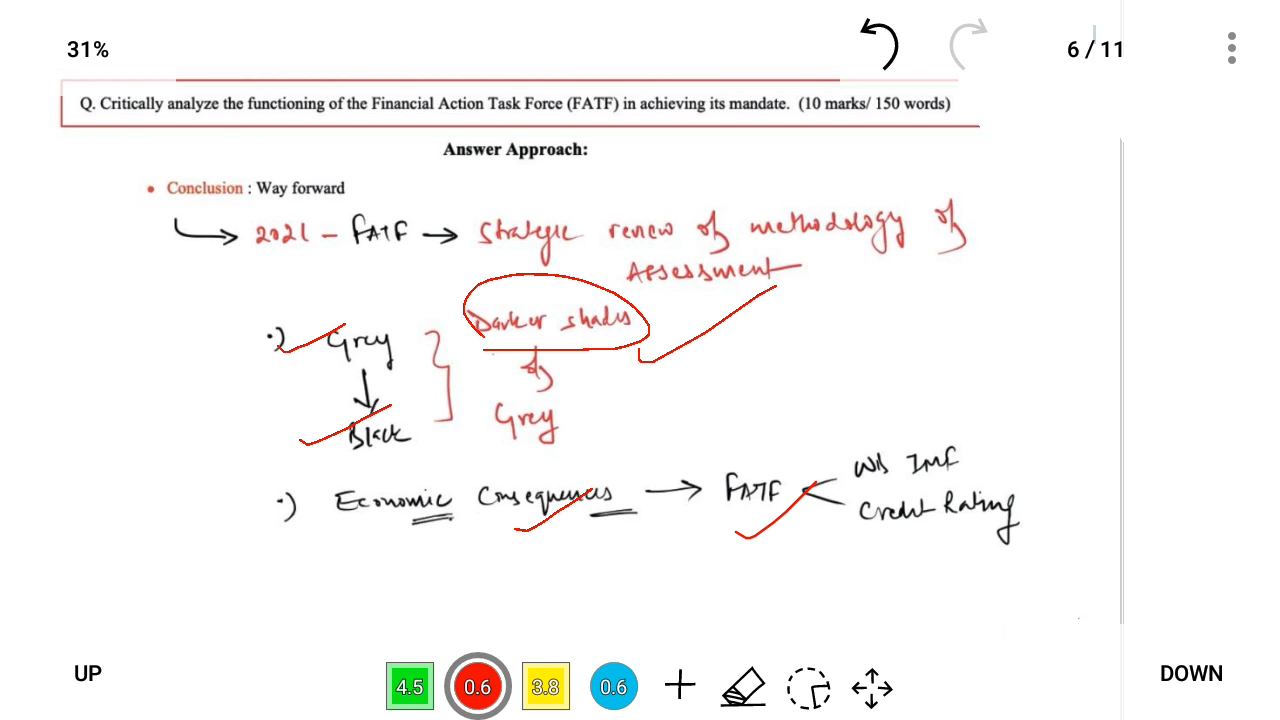 31%
6 / 11
Q. Critically analyze the functioning of the Financial Action Task Force (FATF) in achieving its mandate. (10 marks/ 150 words)
Answer Approach:
• Conclusion : Way forward
2021 - FATF → Strategic review of methodology of
Assessment
•) Grey
Darker shades
of
Grey
↓
Black
•) Economic Consequences → FATF
WB IMF
Credit Rating
UP
4.5
0.6
3.8
0.6
DOWN